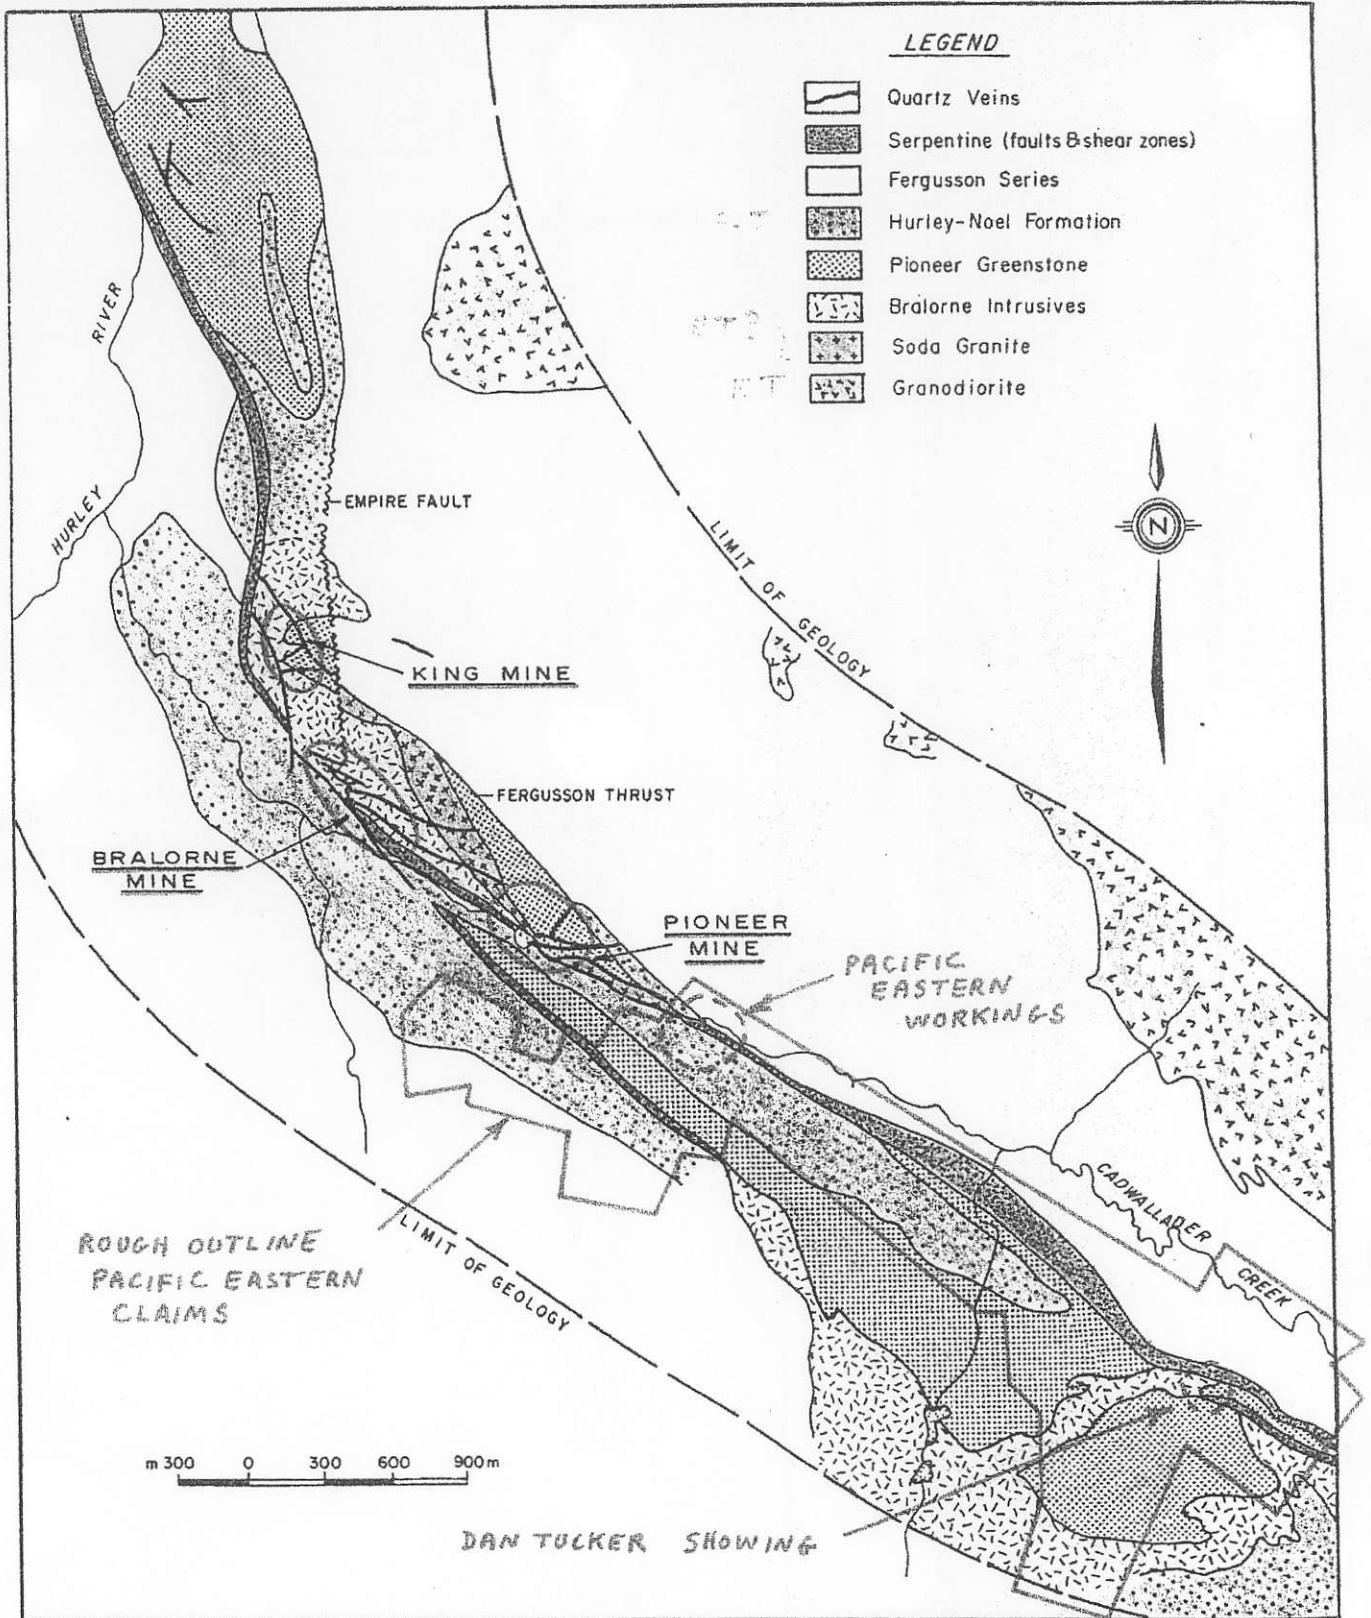 LEGEND
Quartz Veins
Serpentine (faults & shear zones)
Fergusson Series
Hurley-Noel Formation
Pioneer Greenstone
Bralorne Intrusives
Soda Granite
Granodiorite
RIVER
HURLEY
EMPIRE FAULT
N
LIMIT OF GEOLOGY
KING MINE
FERGUSSON THRUST
BRALORNE
MINE
PIONEER
MINE
PACIFIC
EASTERN
WORKINGS
CADWALLADER
CREEK
ROUGH OUTLINE
PACIFIC EASTERN
CLAIMS
LIMIT OF GEOLOGY
m 300 0 300 600 900 m
DAN TUCKER SHOWING